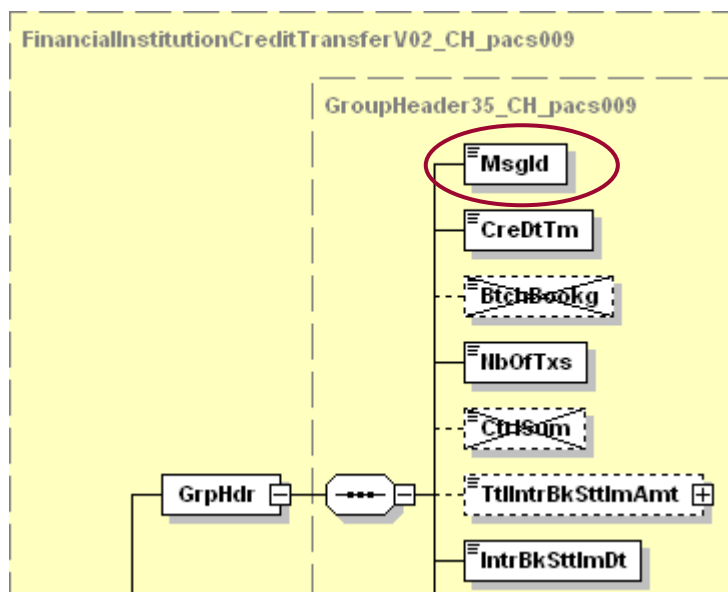 FinancialInstitutionCreditTransferV02_CH_pacs009
GroupHeader35_CH_pacs009
MsgId
CreDtTm
BtchBookg
NbOfTxs
CtrlSum
GrpHdr
TtlIntrBkSttlmAmt
IntrBkSttlmDt